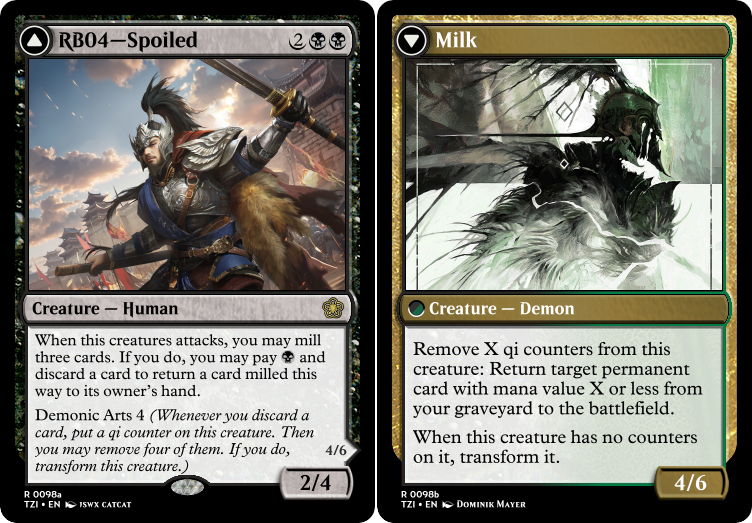 RB04—Spoiled
2
Creature — Human
When this creatures attacks, you may mill
three cards. If you do, you may pay and
discard a card to return a card milled this
way to its owner's hand.
Demonic Arts 4 (Whenever you discard a
card, put a qi counter on this creature. Then
you may remove four of them. If you do,
transform this creature.)
4/6
2/4
R 0098a
TZI • EN JSWX CATCAT
Milk
Creature — Demon
Remove X qi counters from this
creature: Return target permanent
card with mana value X or less from
your graveyard to the battlefield.
When this creature has no counters
on it, transform it.
4/6
R 0098b
TZI • EN DOMINIK MAYER